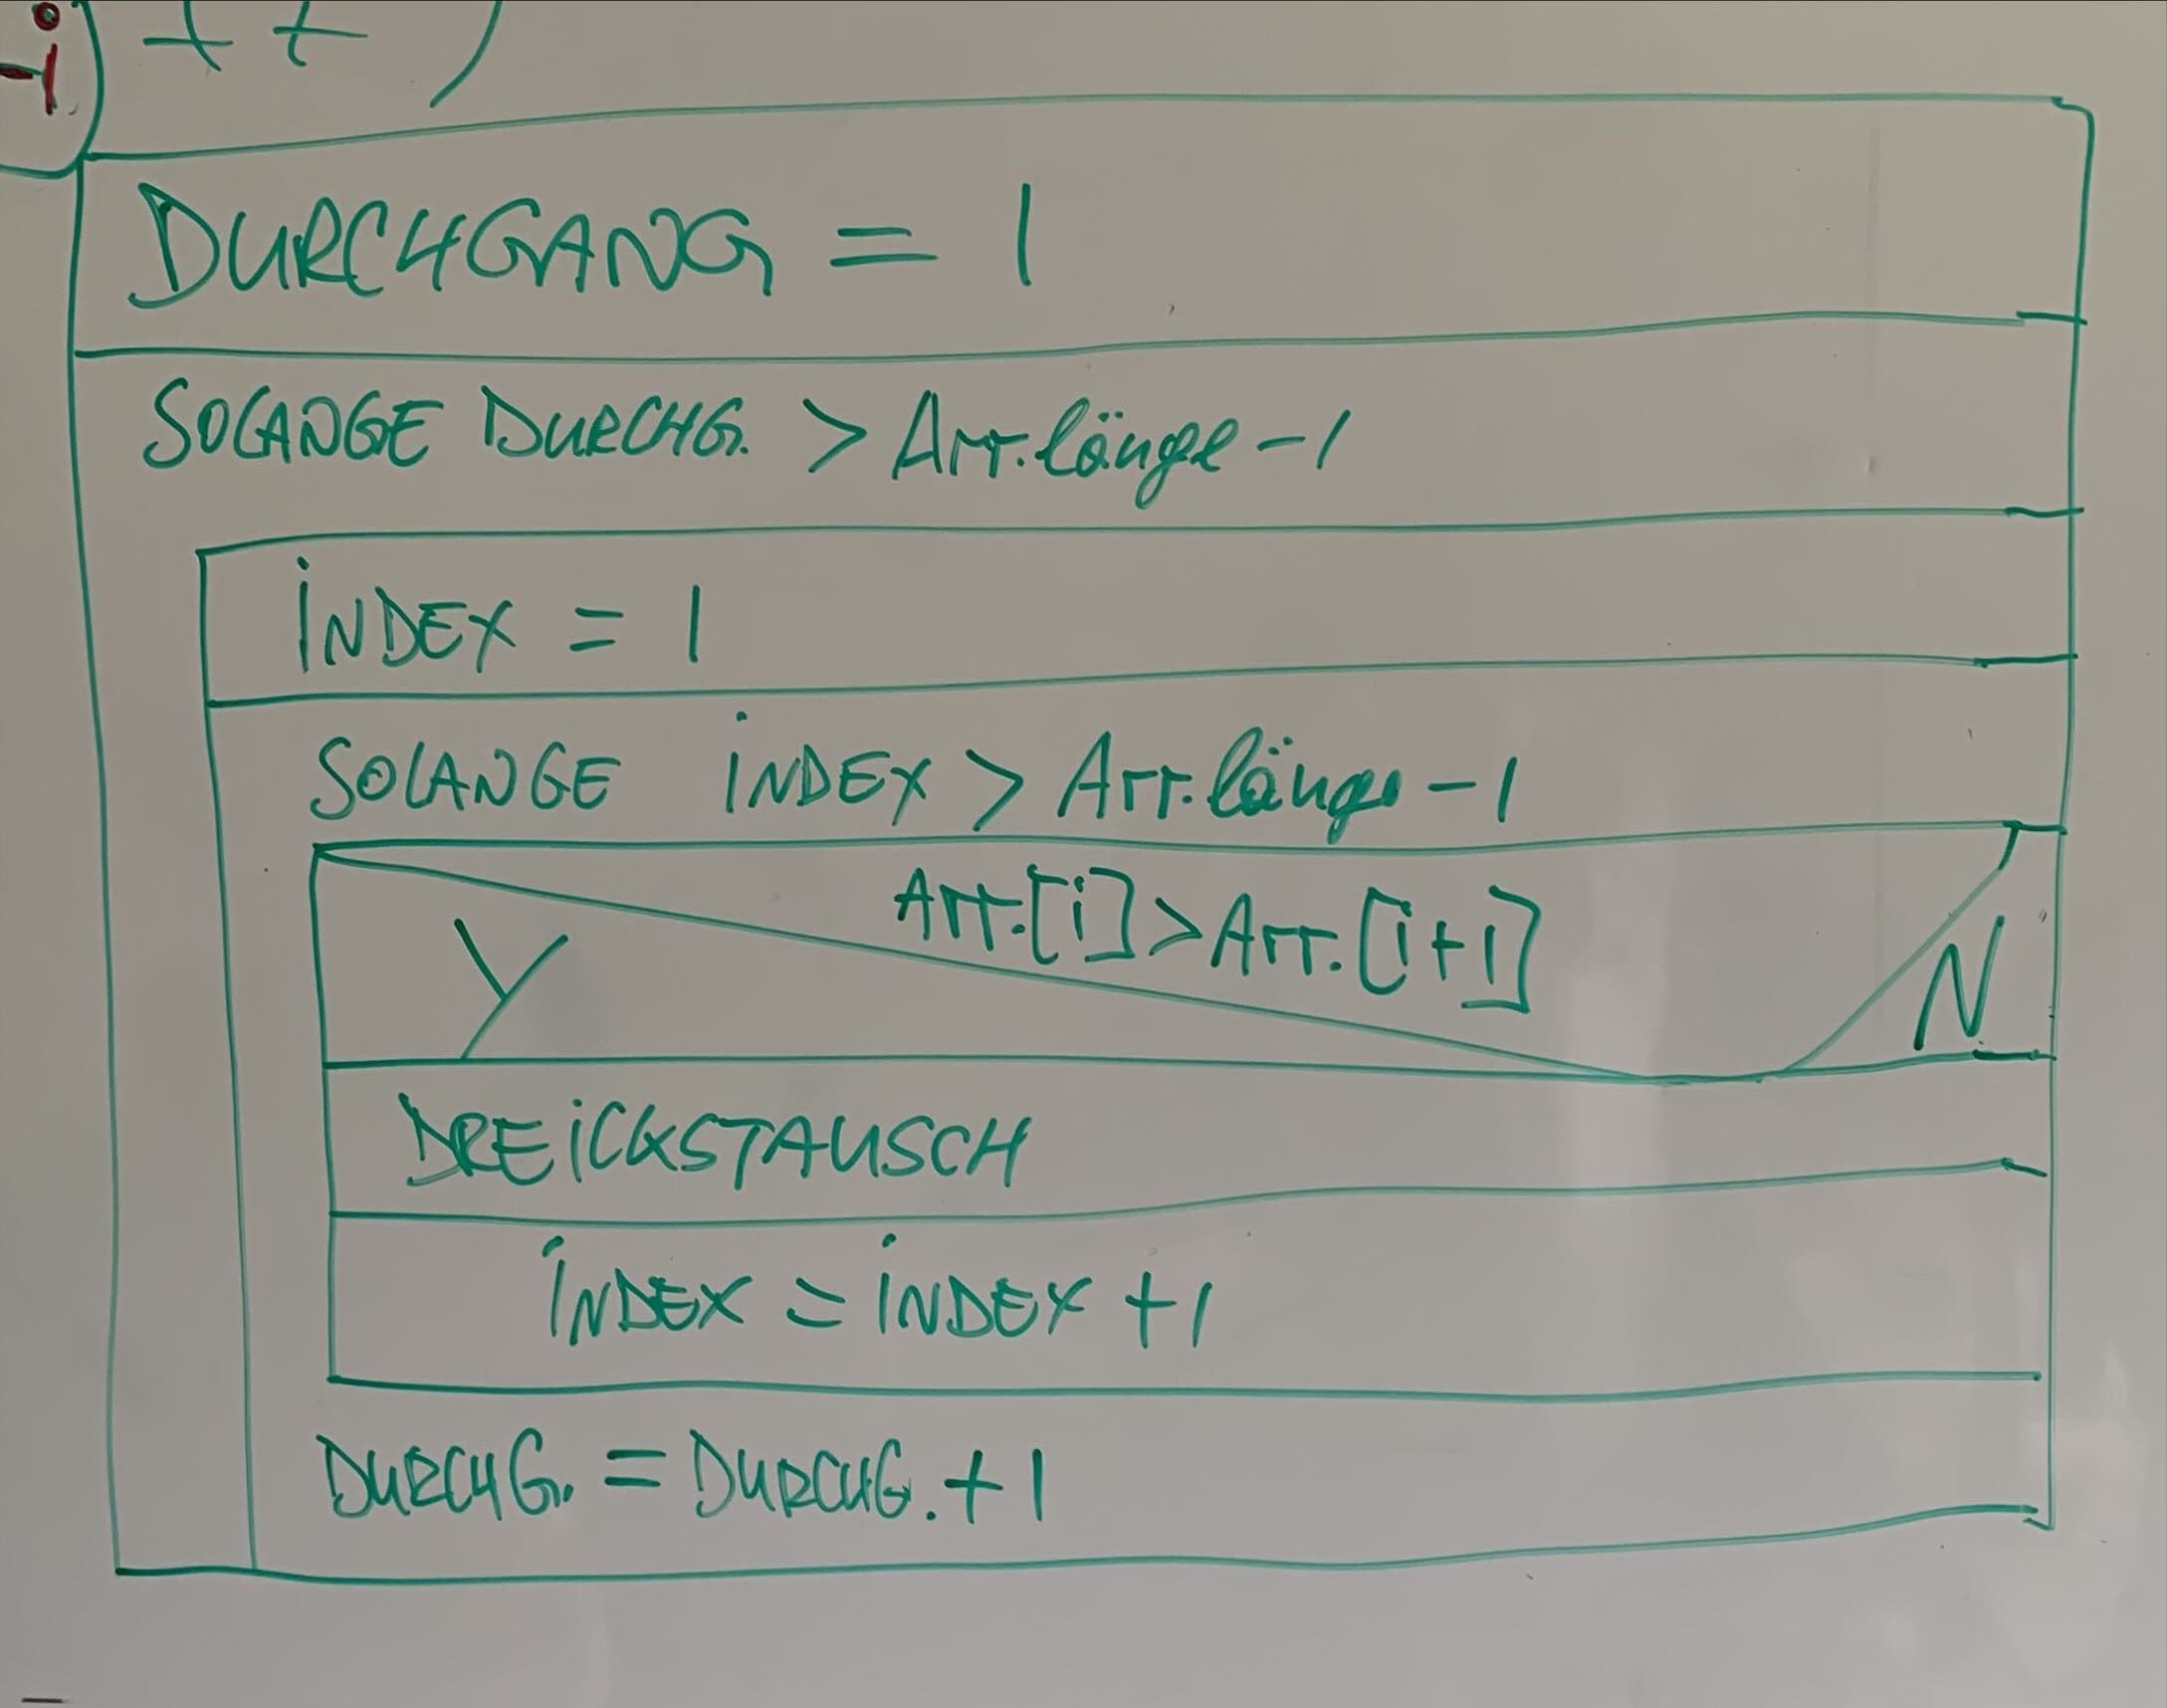 ++)
DURCHGANG = 1
SOLANGE DURCHG. > Arr.länge - 1
INDEX = 1
SOLANGE INDEX > Arr.länge - 1
Arr.[i] > Arr.[i+1]
Y
N
DREICKSTAUSCH
INDEX = INDEX + 1
DURCHG. = DURCHG. + 1